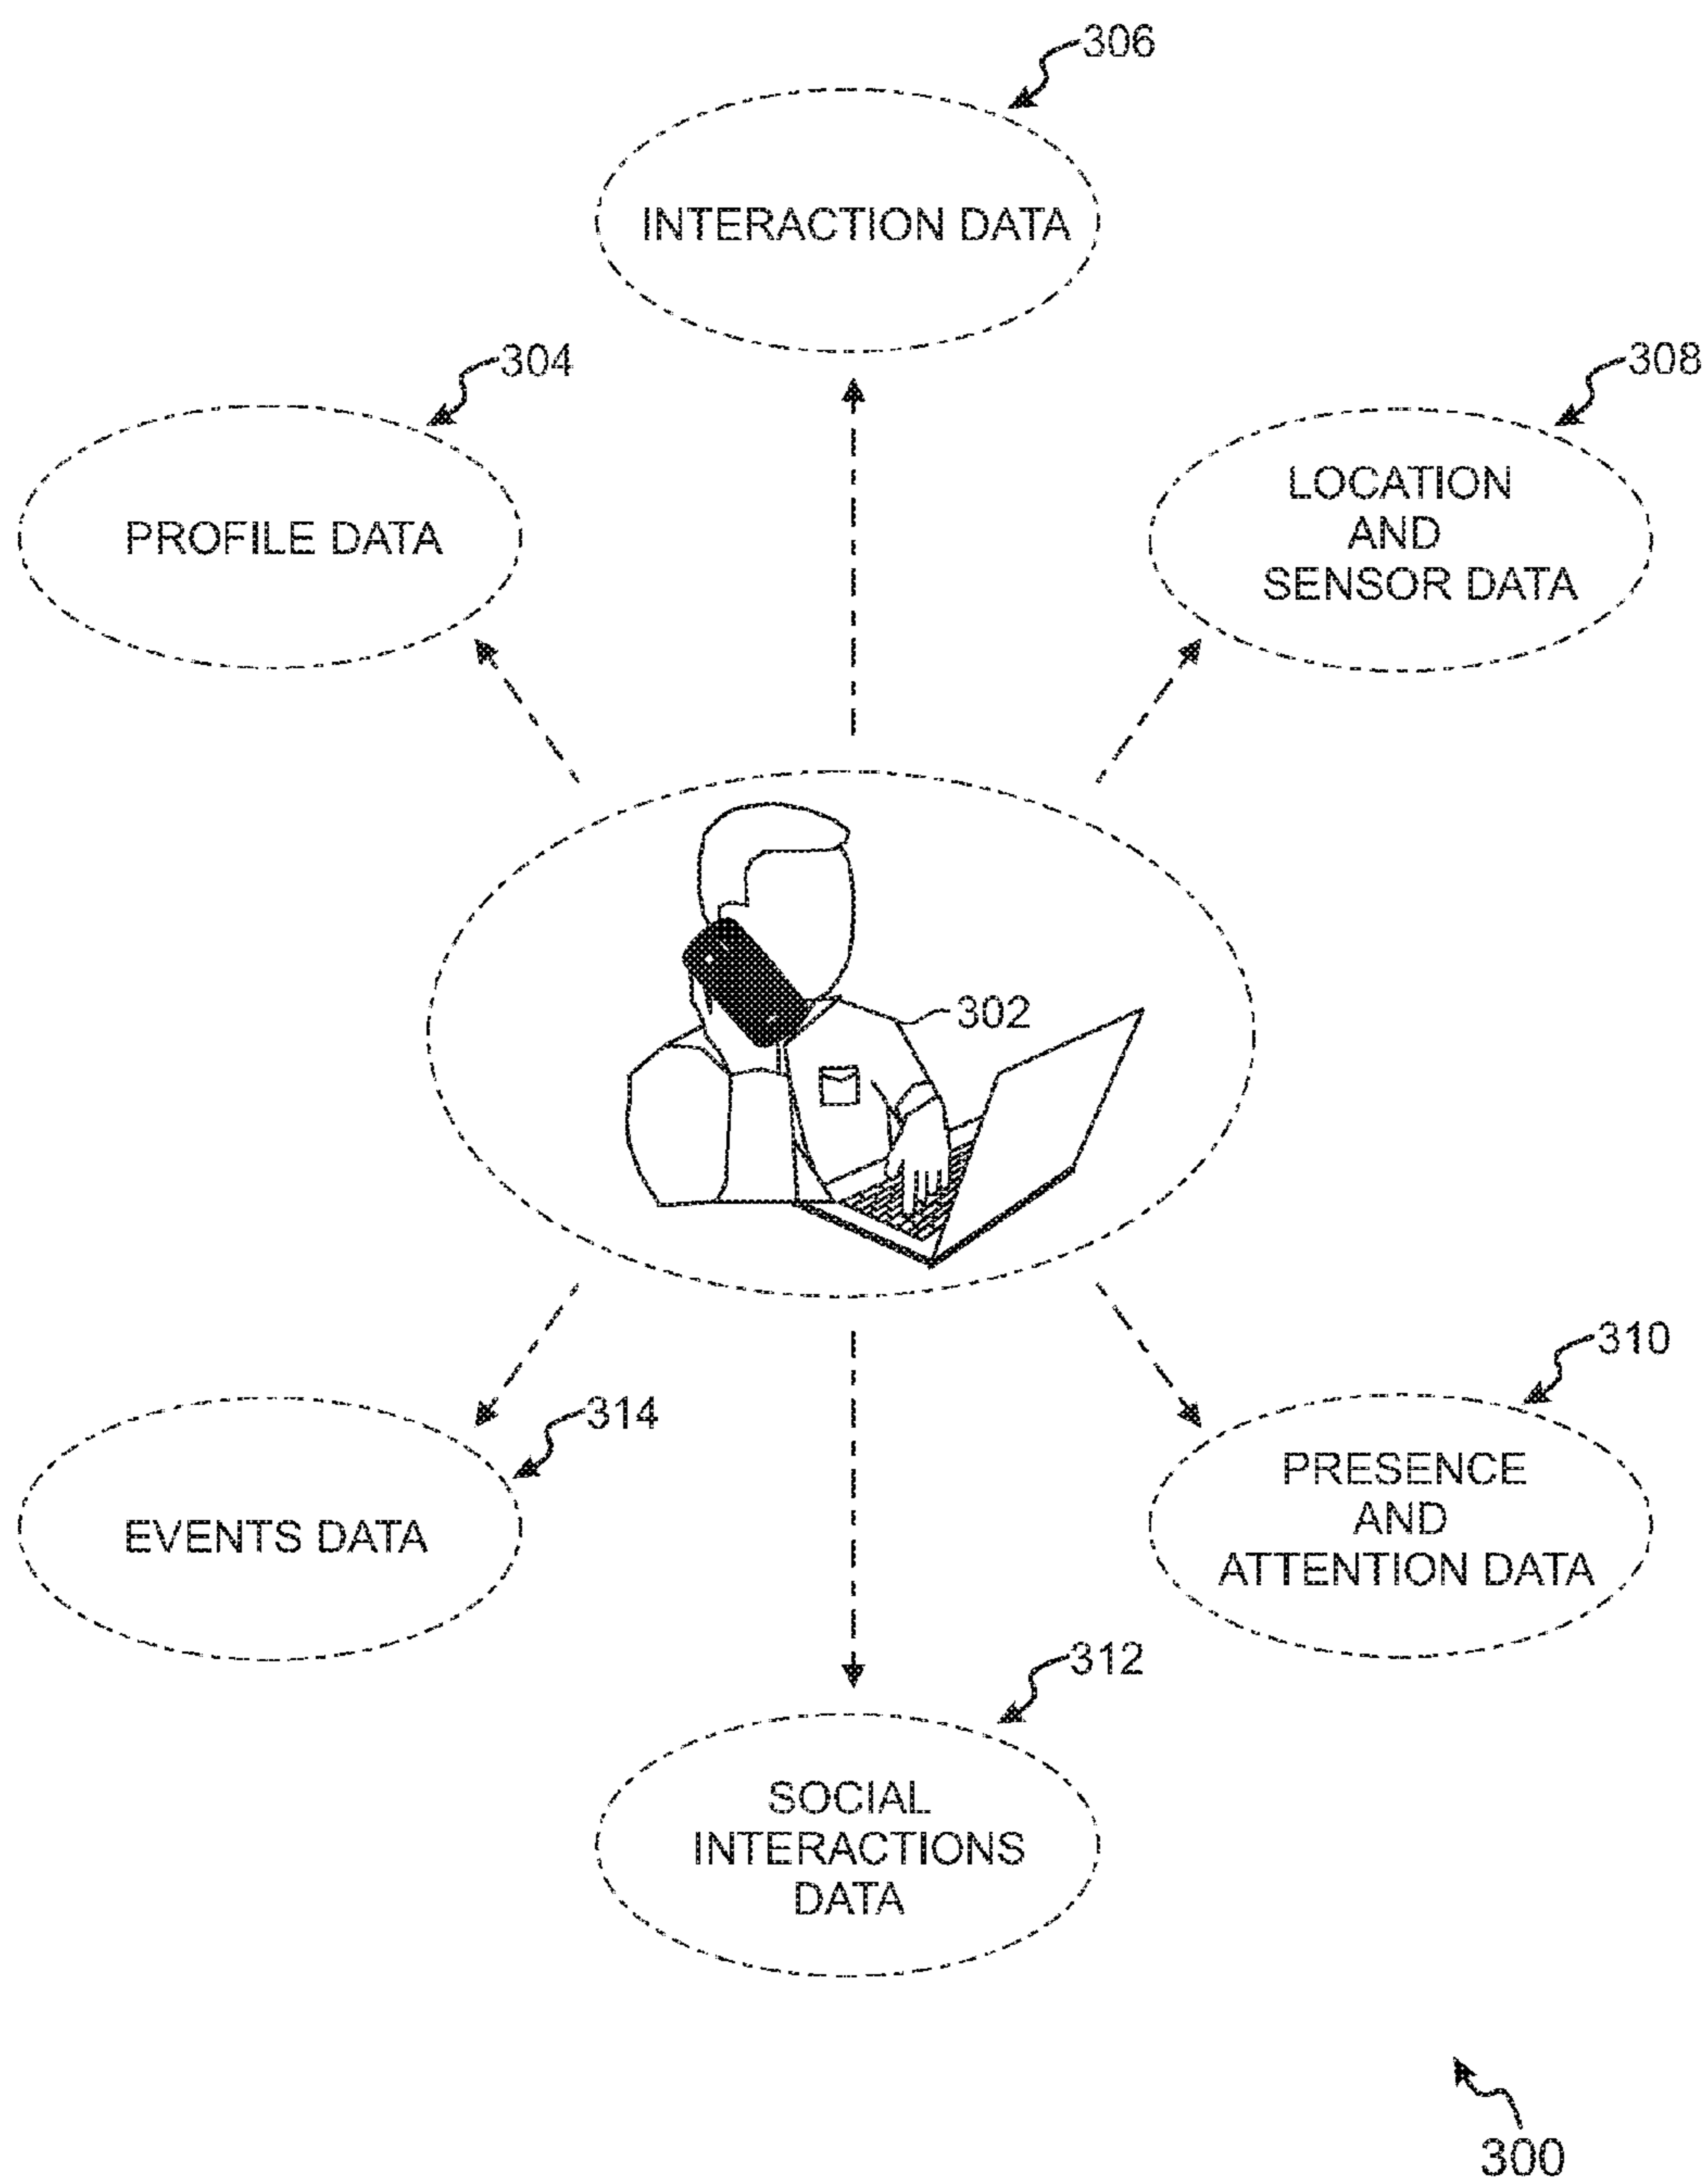 306
INTERACTION DATA
304
PROFILE DATA
308
LOCATION
AND
SENSOR DATA
302
310
PRESENCE
AND
ATTENTION DATA
314
EVENTS DATA
312
SOCIAL
INTERACTIONS
DATA
300